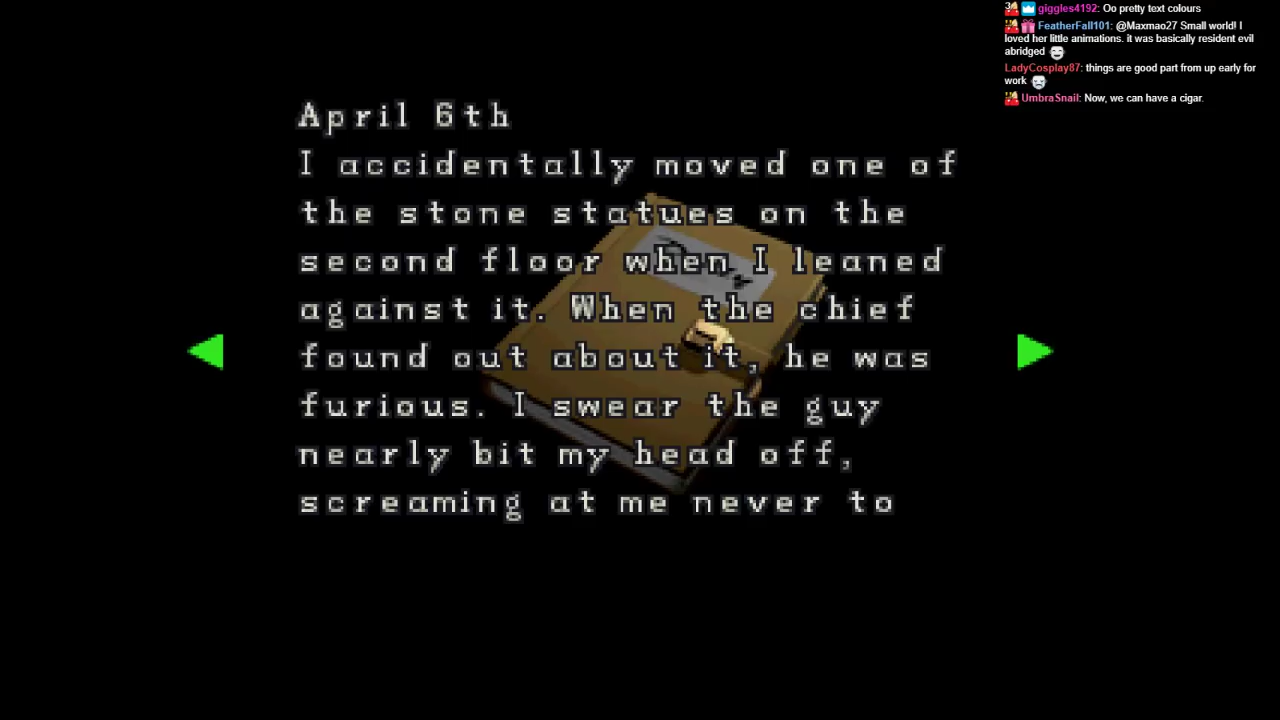 giggles4192: Oo pretty text colours
FeatherFall101: @Maxmao27 Small world! I
loved her little animations. it was basically resident evil
abridged
LadyCosplay87: things are good part from up early for
work
UmbraSnail: Now, we can have a cigar.
April 6th
I accidentally moved one of
the stone statues on the
second floor when I leaned
against it. When the chief
found out about it, he was
furious. I swear the guy
nearly bit my head off,
screaming at me never to